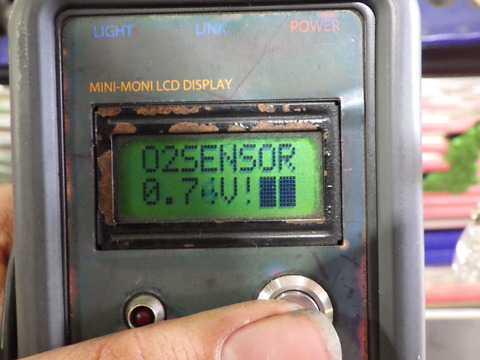 LIGHT LINK POWER
MINI-MONI LCD DISPLAY
O2SENSOR
0.74V!